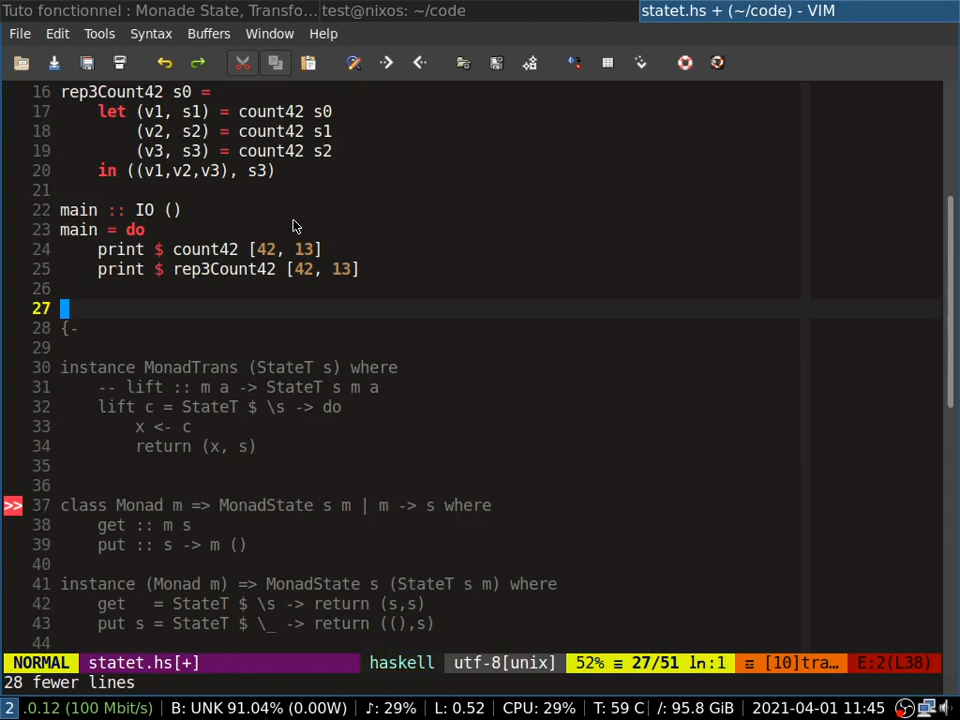 Tuto fonctionnel : Monade State, Transfo... test@nixos: ~/code statet.hs + (~/code) - VIM
File Edit Tools Syntax Buffers Window Help
16 rep3Count42 s0 =
17 let (v1, s1) = count42 s0
18 (v2, s2) = count42 s1
19 (v3, s3) = count42 s2
20 in ((v1,v2,v3), s3)
21
22 main :: IO ()
23 main = do
24 print $ count42 [42, 13]
25 print $ rep3Count42 [42, 13]
26
27
28 {-
29
30 instance MonadTrans (StateT s) where
31 -- lift :: m a -> StateT s m a
32 lift c = StateT $ \s -> do
33 x <- c
34 return (x, s)
35
36
>> 37 class Monad m => MonadState s m | m -> s where
38 get :: m s
39 put :: s -> m ()
40
41 instance (Monad m) => MonadState s (StateT s m) where
42 get = StateT $ \s -> return (s,s)
43 put s = StateT $ \_ -> return ((),s)
44
NORMAL statet.hs[+] haskell utf-8[unix] 52% ≡ 27/51 ln:1 ☲ [10]tra… E:2(L38)
28 fewer lines
2 .0.12 (100 Mbit/s) B: UNK 91.04% (0.00W) ♪: 29% L: 0.52 CPU: 29% T: 59 C /: 95.8 GiB 2021-04-01 11:45